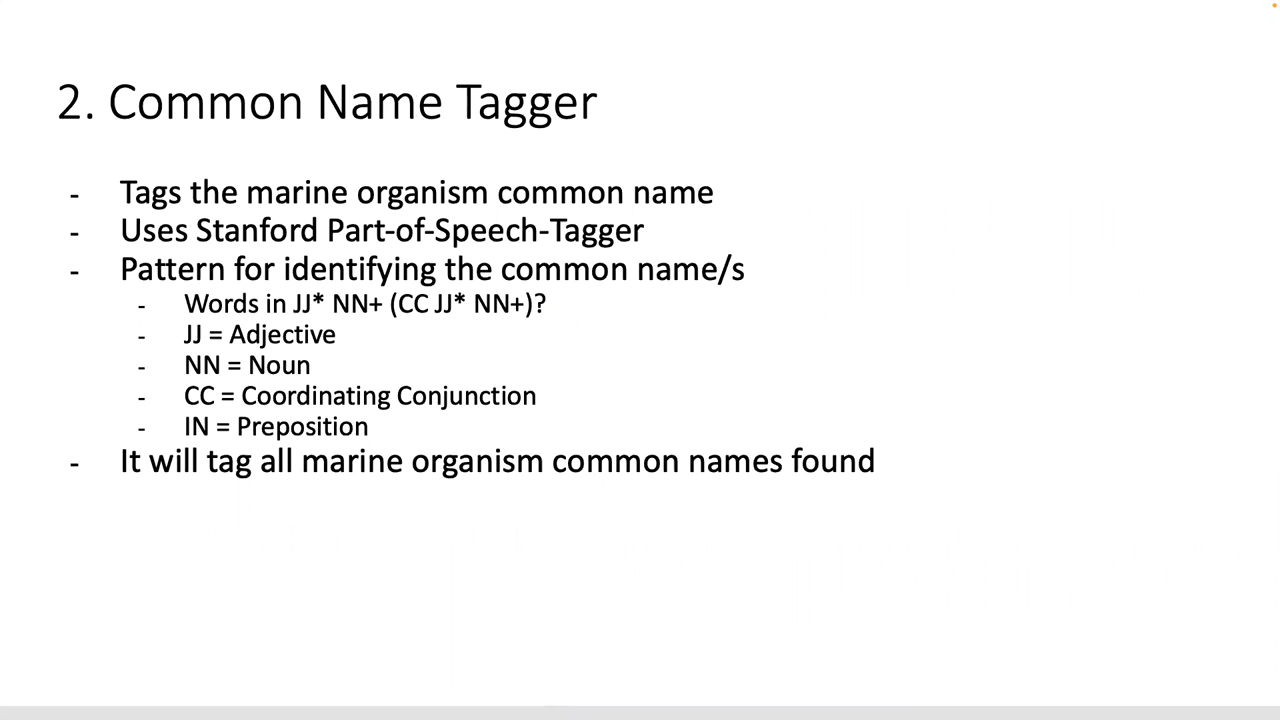 2. Common Name Tagger
- Tags the marine organism common name
- Uses Stanford Part-of-Speech-Tagger
- Pattern for identifying the common name/s
- Words in JJ* NN+ (CC JJ* NN+)?
- JJ = Adjective
- NN = Noun
- CC = Coordinating Conjunction
- IN = Preposition
- It will tag all marine organism common names found